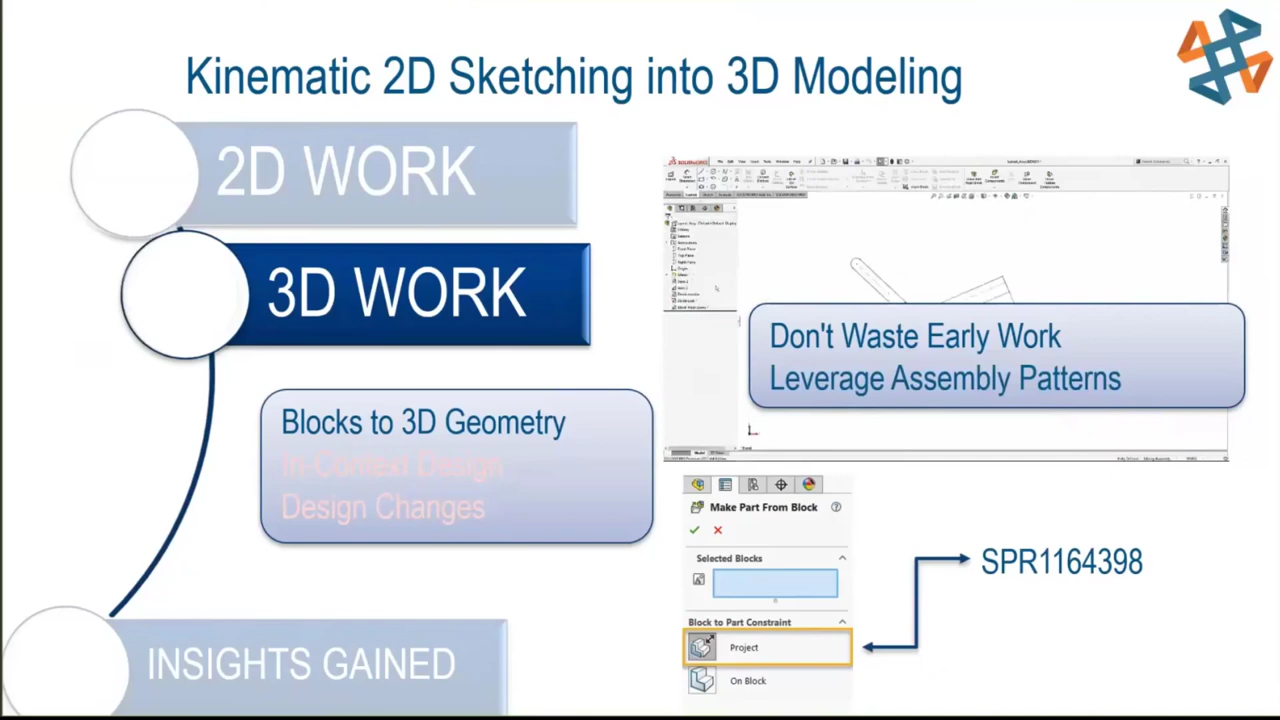 Kinematic 2D Sketching into 3D Modeling
2D WORK
3D WORK
Don't Waste Early Work
Leverage Assembly Patterns
Blocks to 3D Geometry
In-Context Design
Design Changes
Make Part From Block
Selected Blocks
Block to Part Constraint
Project
On Block
SPR1164398
INSIGHTS GAINED